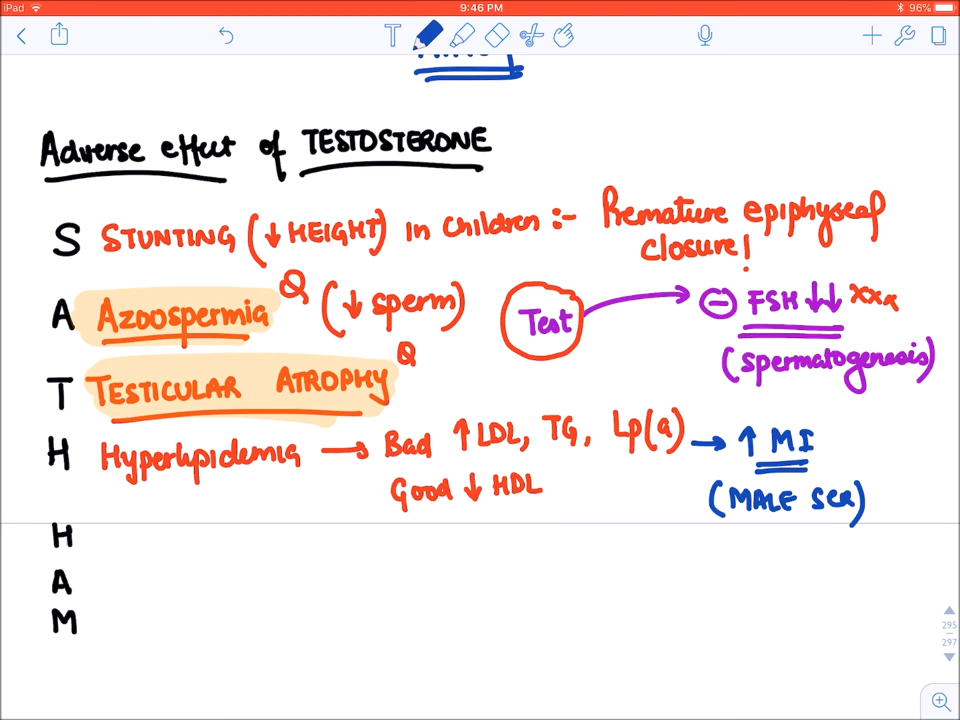 iPad 9:46 PM 96%
T
Adverse effect of TESTOSTERONE
S STUNTING (↓ HEIGHT) in children :- Premature epiphyseal
closure!
A Azoospermia Q (↓ sperm) Test → ⊖ FSH ↓↓ xxx
(spermatogenesis)
T TESTICULAR ATROPHY Q
H Hyperlipidemia → Bad ↑ LDL, TG, Lp(a) → ↑ MI
Good ↓ HDL (MALE SEX)
H
A
M
295
297